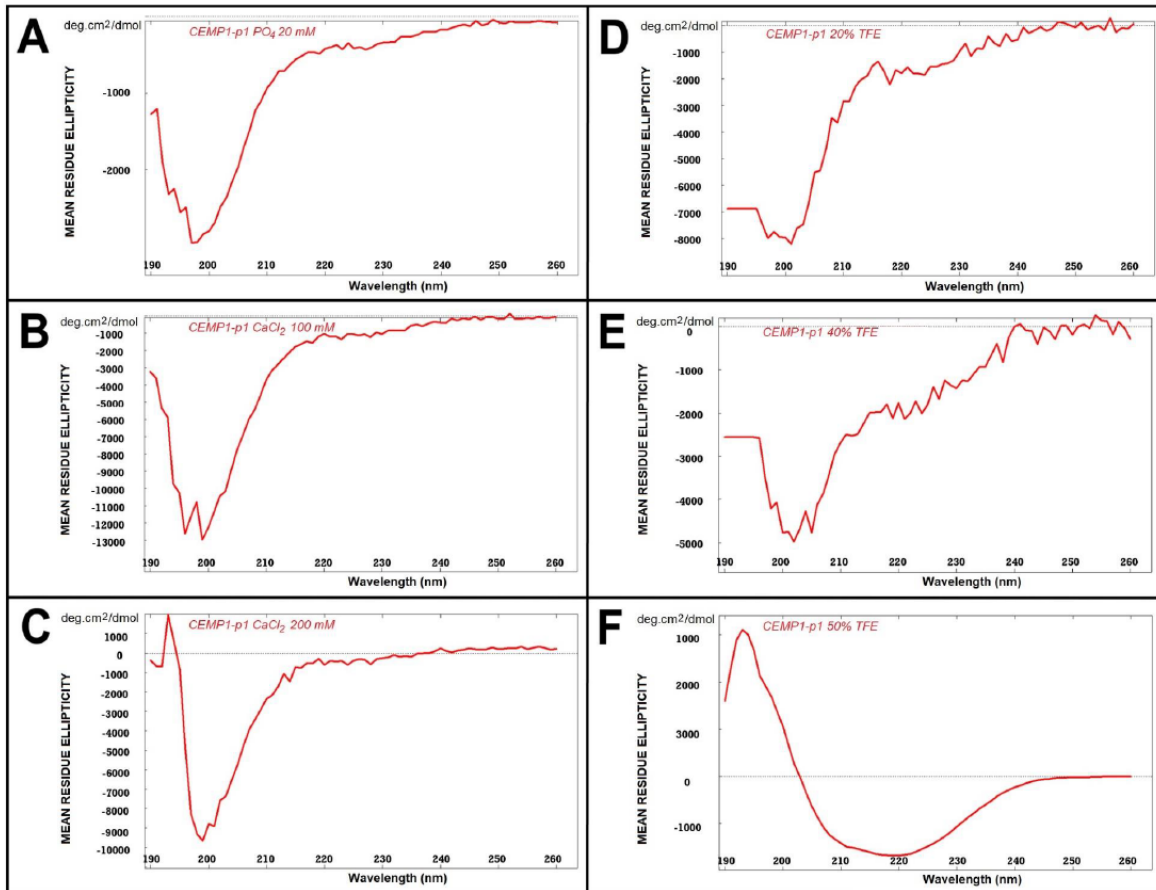 A
deg.cm²/dmol
CEMP1-p1 PO₄ 20 mM
MEAN RESIDUE ELLIPTICITY
-1000
-2000
190 200 210 220 230 240 250 260
Wavelength (nm)
B
deg.cm²/dmol
CEMP1-p1 CaCl₂ 100 mM
MEAN RESIDUE ELLIPTICITY
-1000
-2000
-3000
-4000
-5000
-6000
-7000
-8000
-9000
-10000
-11000
-12000
-13000
190 200 210 220 230 240 250 260
Wavelength (nm)
C
deg.cm²/dmol
CEMP1-p1 CaCl₂ 200 mM
MEAN RESIDUE ELLIPTICITY
1000
0
-1000
-2000
-3000
-4000
-5000
-6000
-7000
-8000
-9000
-10000
190 200 210 220 230 240 250 260
Wavelength (nm)
D
deg.cm²/dmol
CEMP1-p1 20% TFE
MEAN RESIDUE ELLIPTICITY
-1000
-2000
-3000
-4000
-5000
-6000
-7000
-8000
190 200 210 220 230 240 250 260
Wavelength (nm)
E
deg.cm²/dmol
CEMP1-p1 40% TFE
MEAN RESIDUE ELLIPTICITY
0
-1000
-2000
-3000
-4000
-5000
190 200 210 220 230 240 250 260
Wavelength (nm)
F
deg.cm²/dmol
CEMP1-p1 50% TFE
MEAN RESIDUE ELLIPTICITY
1000
2000
3000
0
-1000
190 200 210 220 230 240 250 260
Wavelength (nm)